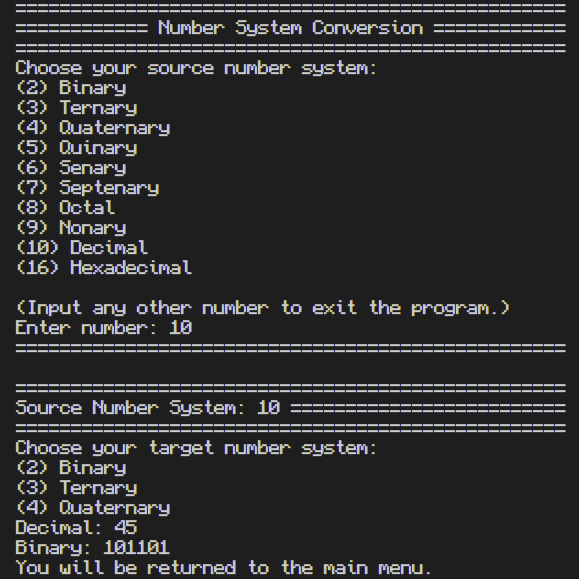 ==================================================
============ Number System Conversion ============
==================================================
Choose your source number system:
(2) Binary
(3) Ternary
(4) Quaternary
(5) Quinary
(6) Senary
(7) Septenary
(8) Octal
(9) Nonary
(10) Decimal
(16) Hexadecimal
(Input any other number to exit the program.)
Enter number: 10
==================================================
==================================================
Source Number System: 10 =========================
==================================================
Choose your target number system:
(2) Binary
(3) Ternary
(4) Quaternary
Decimal: 45
Binary: 101101
You will be returned to the main menu.